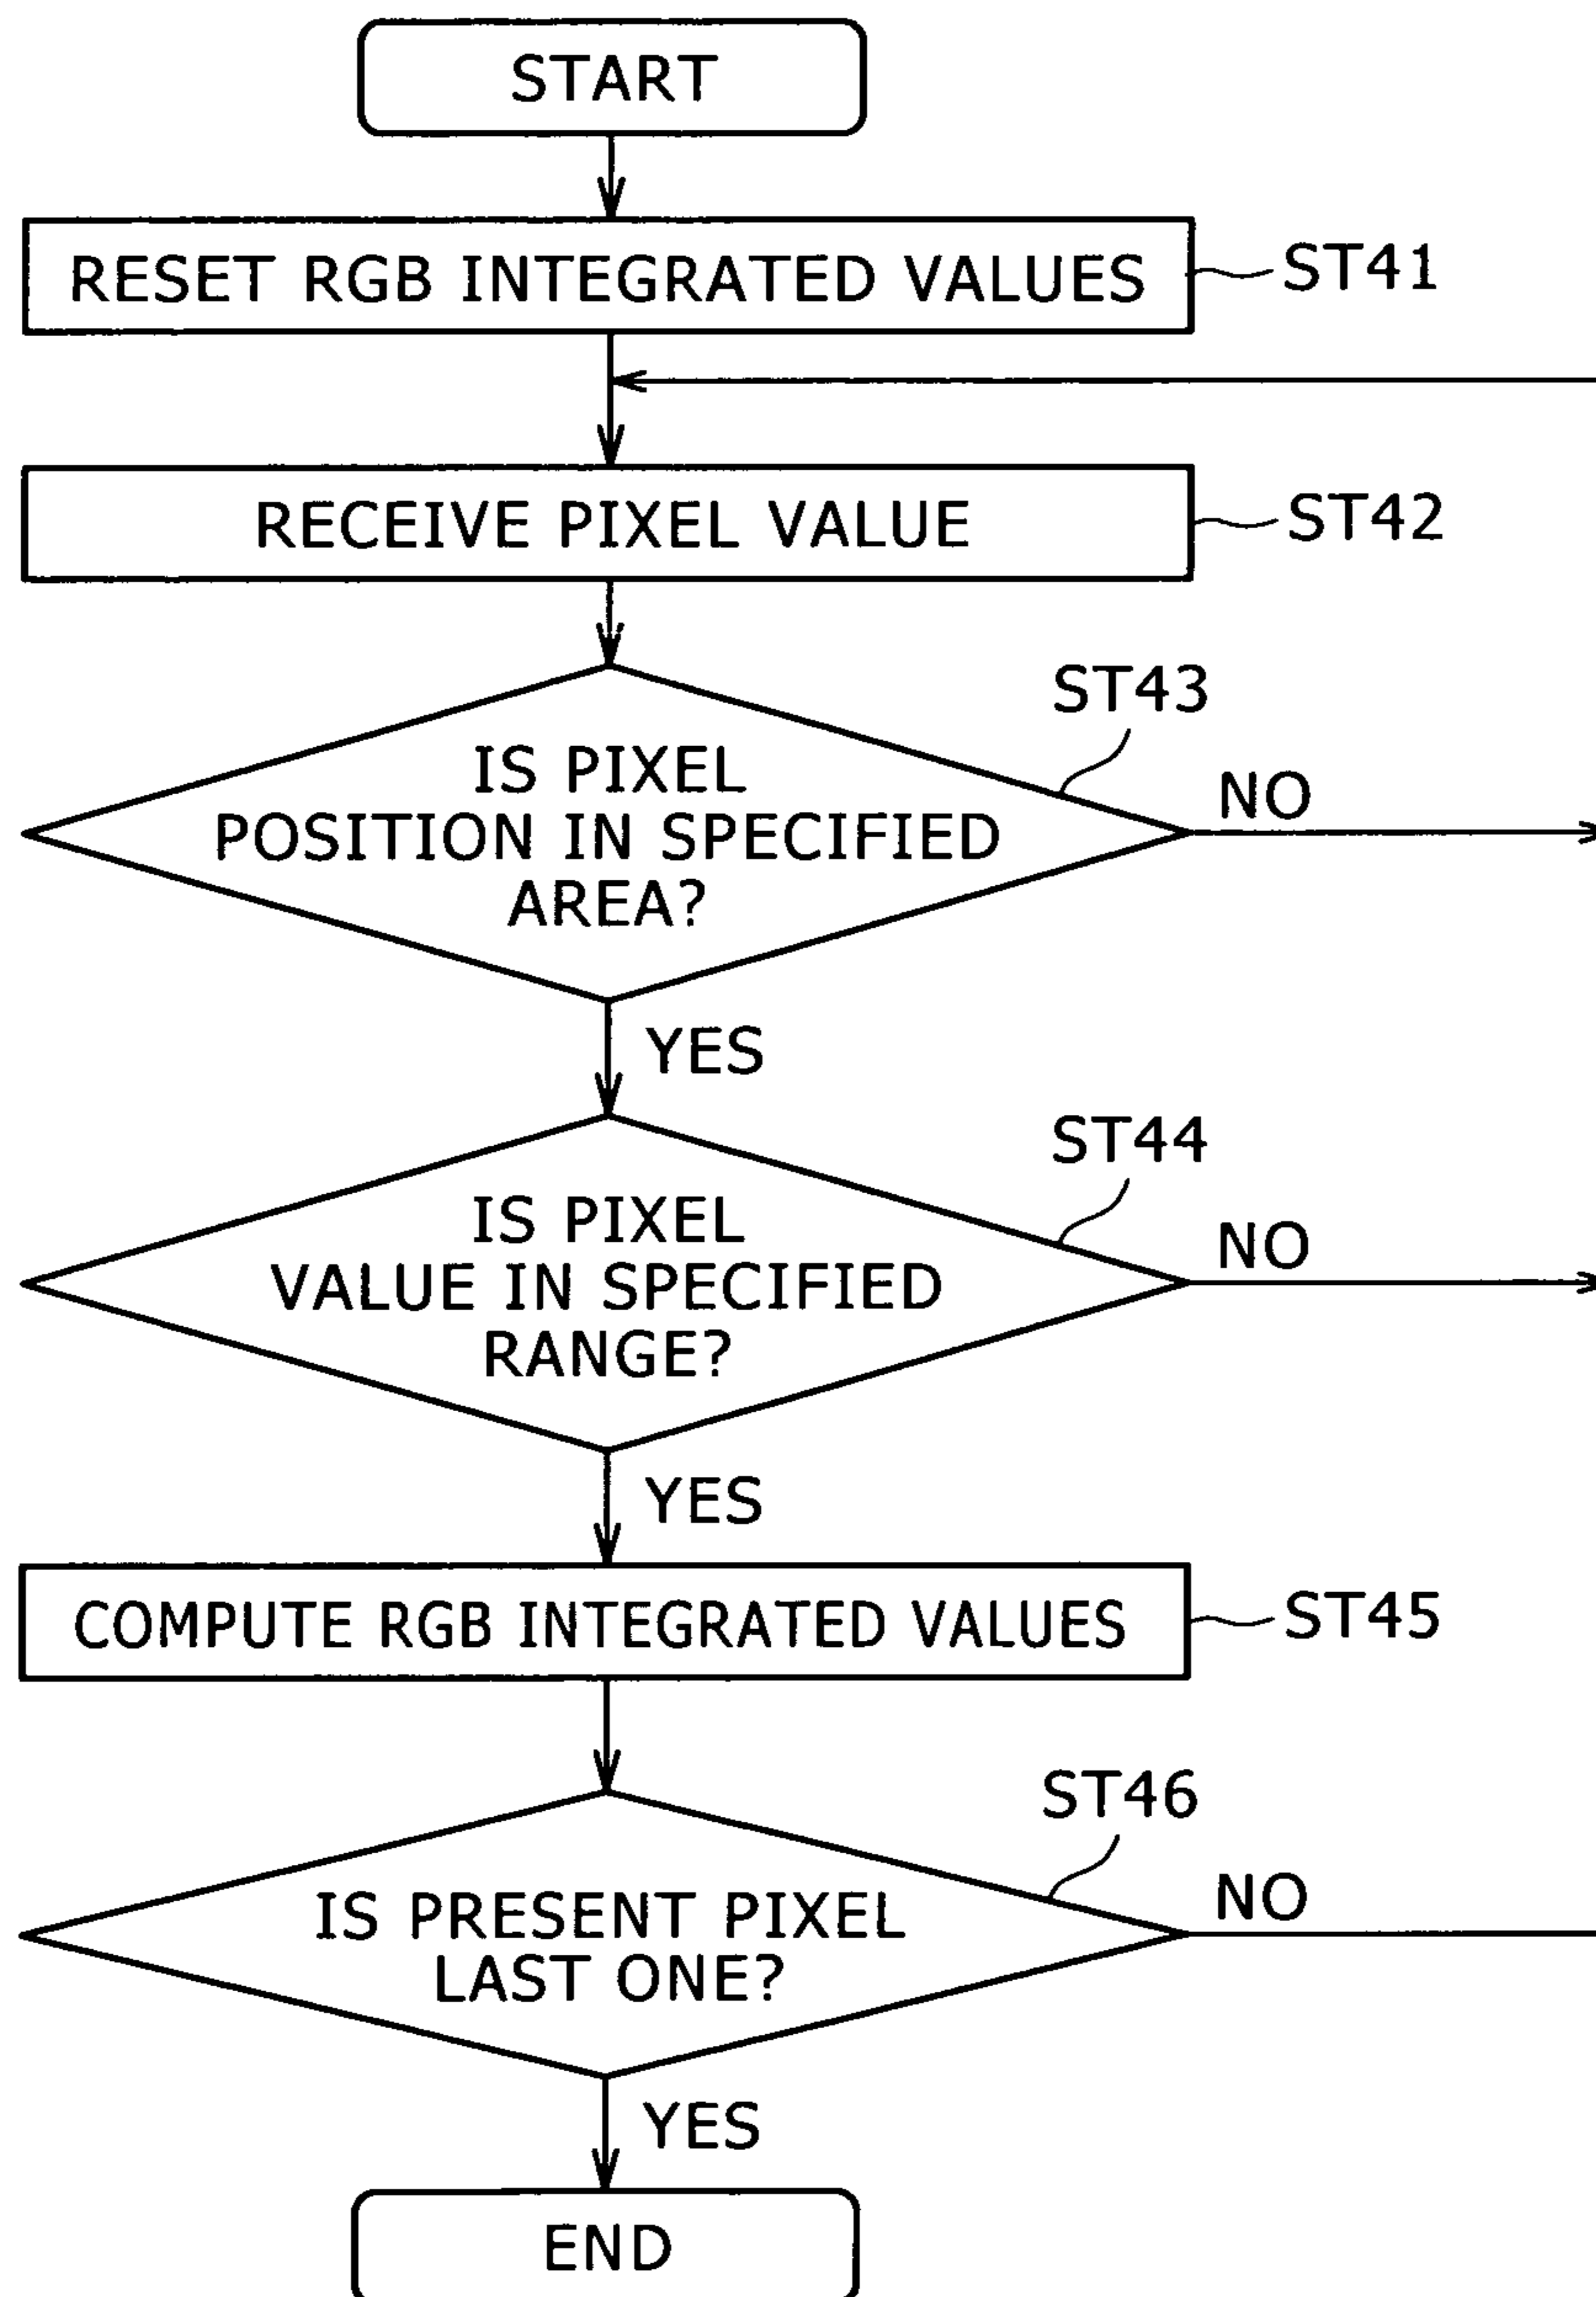 START
RESET RGB INTEGRATED VALUES
ST41
RECEIVE PIXEL VALUE
ST42
ST43
IS PIXEL
POSITION IN SPECIFIED
AREA?
NO
YES
ST44
IS PIXEL
VALUE IN SPECIFIED
RANGE?
NO
YES
COMPUTE RGB INTEGRATED VALUES
ST45
ST46
IS PRESENT PIXEL
LAST ONE?
NO
YES
END